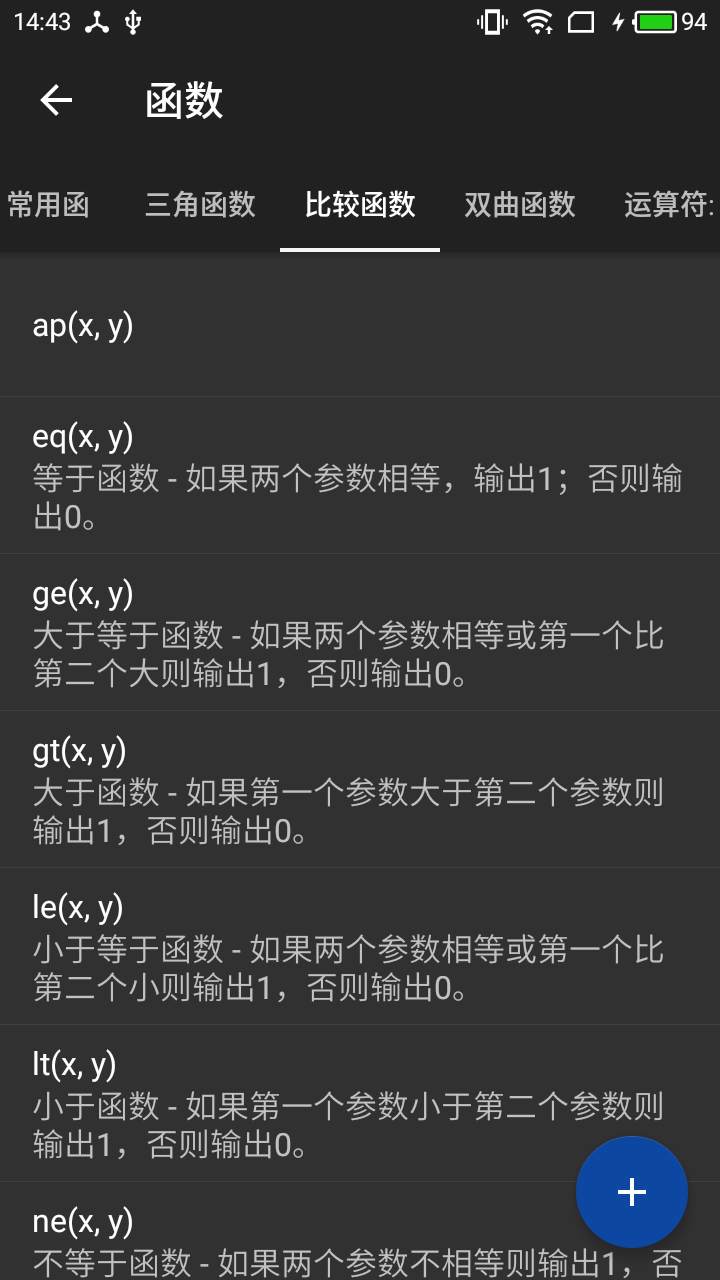 14:43
94
函数
常用函
三角函数
比较函数
双曲函数
运算符:
ap(x, y)
eq(x, y)
等于函数 - 如果两个参数相等，输出1；否则输
出0。
ge(x, y)
大于等于函数 - 如果两个参数相等或第一个比
第二个大则输出1，否则输出0。
gt(x, y)
大于函数 - 如果第一个参数大于第二个参数则
输出1，否则输出0。
le(x, y)
小于等于函数 - 如果两个参数相等或第一个比
第二个小则输出1，否则输出0。
lt(x, y)
小于函数 - 如果第一个参数小于第二个参数则
输出1，否则输出0。
ne(x, y)
不等于函数 - 如果两个参数不相等则输出1，否